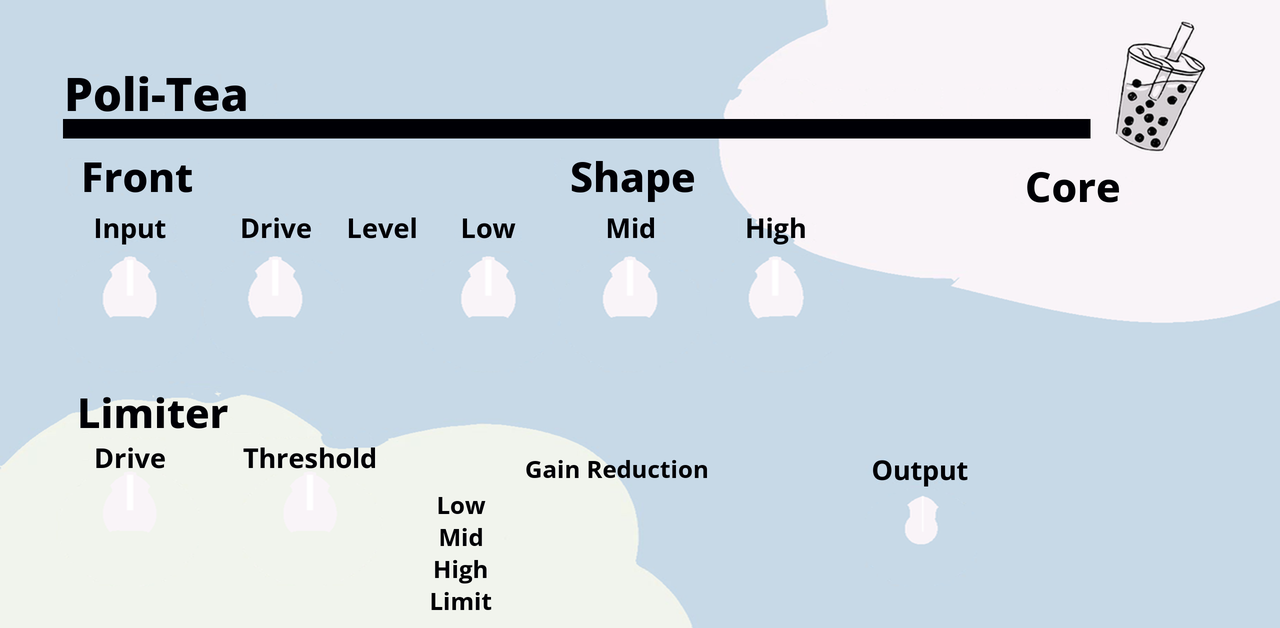 Poli-Tea
Front
Shape
Core
Input
Drive
Level
Low
Mid
High
Limiter
Drive
Threshold
Gain Reduction
Output
Low
Mid
High
Limit